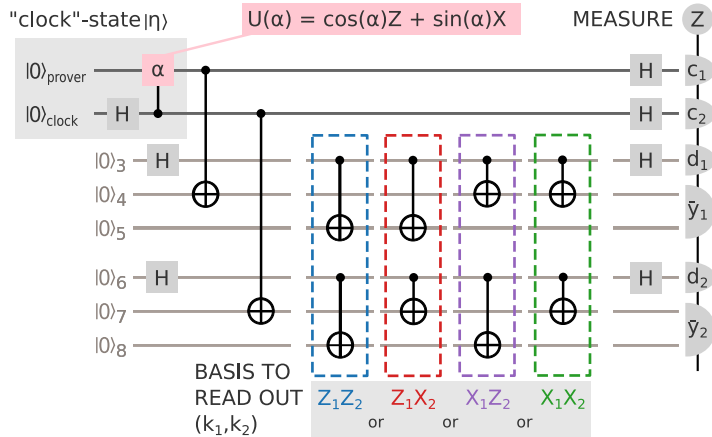 "clock"-state|η⟩
U(α) = cos(α)Z + sin(α)X
MEASURE Z
|0⟩prover α H c₁
|0⟩clock H H c₂
|0⟩₃ H H d₁
|0⟩₄ ȳ₁
|0⟩₅
|0⟩₆ H H d₂
|0⟩₇ ȳ₂
|0⟩₈
BASIS TO
READ OUT
(k₁,k₂)
Z₁Z₂ Z₁X₂ X₁Z₂ X₁X₂
or or or